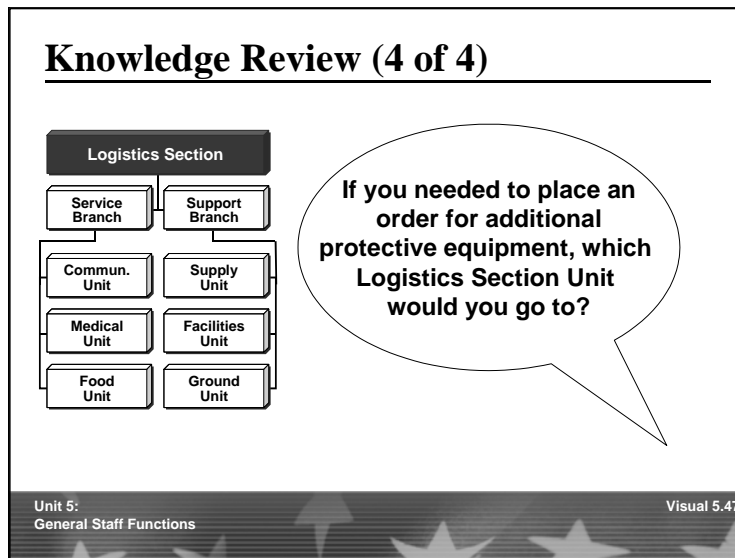 Knowledge Review (4 of 4)
Logistics Section
Service
Branch
Support
Branch
Commun.
Unit
Supply
Unit
Medical
Unit
Facilities
Unit
Food
Unit
Ground
Unit
If you needed to place an
order for additional
protective equipment, which
Logistics Section Unit
would you go to?
Unit 5:
General Staff Functions
Visual 5.47